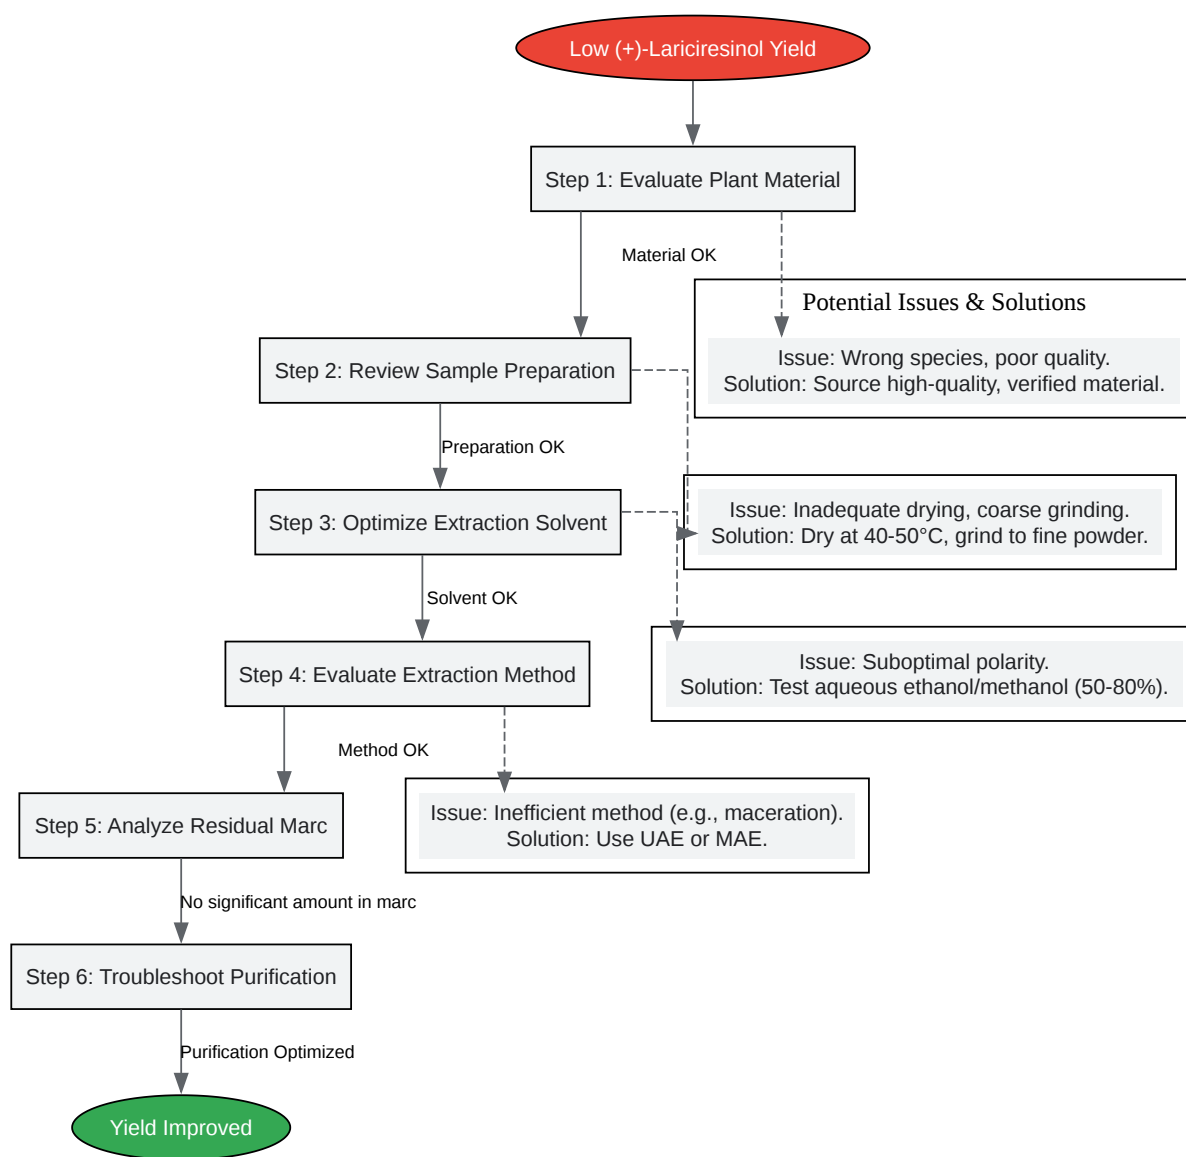 Low (+)-Lariciresinol Yield
Step 1: Evaluate Plant Material
Material OK
Potential Issues & Solutions
Issue: Wrong species, poor quality.
Solution: Source high-quality, verified material.
Step 2: Review Sample Preparation
Preparation OK
Step 3: Optimize Extraction Solvent
Issue: Inadequate drying, coarse grinding.
Solution: Dry at 40-50°C, grind to fine powder.
Solvent OK
Step 4: Evaluate Extraction Method
Issue: Suboptimal polarity.
Solution: Test aqueous ethanol/methanol (50-80%).
Method OK
Step 5: Analyze Residual Marc
Issue: Inefficient method (e.g., maceration).
Solution: Use UAE or MAE.
No significant amount in marc
Step 6: Troubleshoot Purification
Purification Optimized
Yield Improved